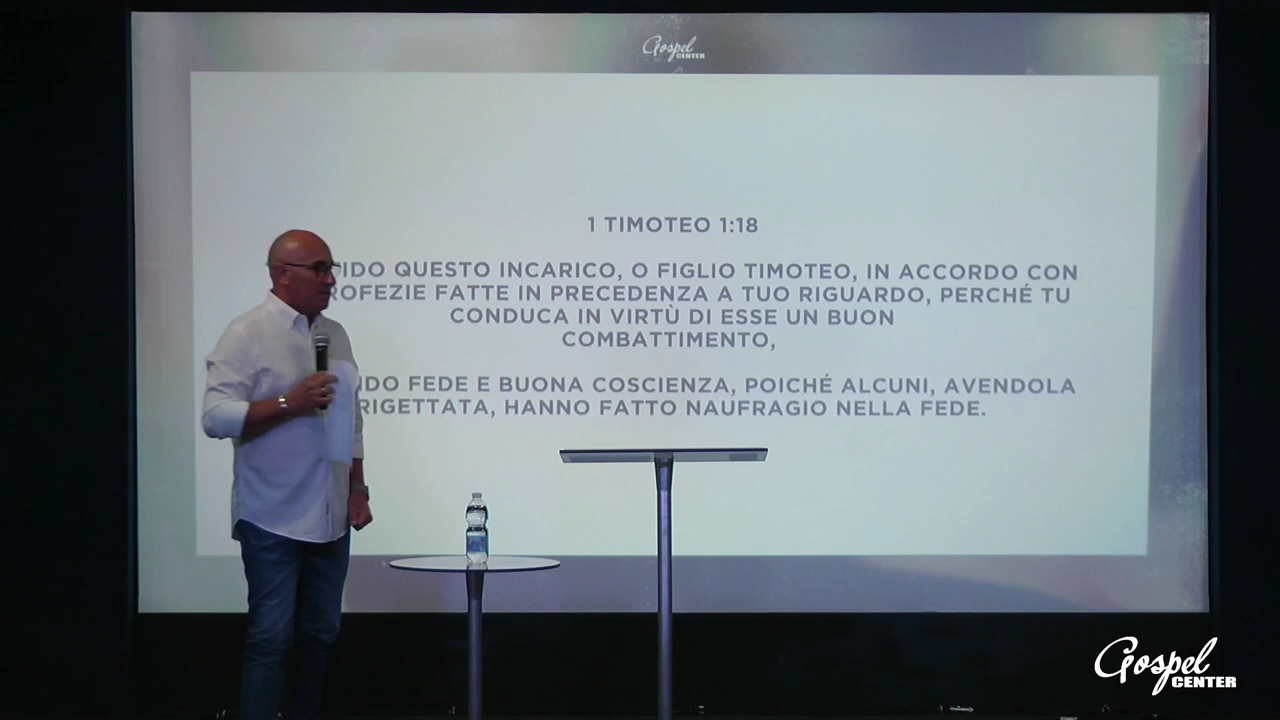 Gospel
CENTER
1 TIMOTEO 1:18
QUESTO INCARICO, O FIGLIO TIMOTEO, IN ACCORDO CON
FATTE IN PRECEDENZA A TUO RIGUARDO, PERCHÉ TU
CONDUCA IN VIRTÙ DI ESSE UN BUON
COMBATTIMENTO,
FEDE E BUONA COSCIENZA, POICHÉ ALCUNI, AVENDOLA
RIGETTATA, HANNO FATTO NAUFRAGIO NELLA FEDE.
Gospel
CENTER